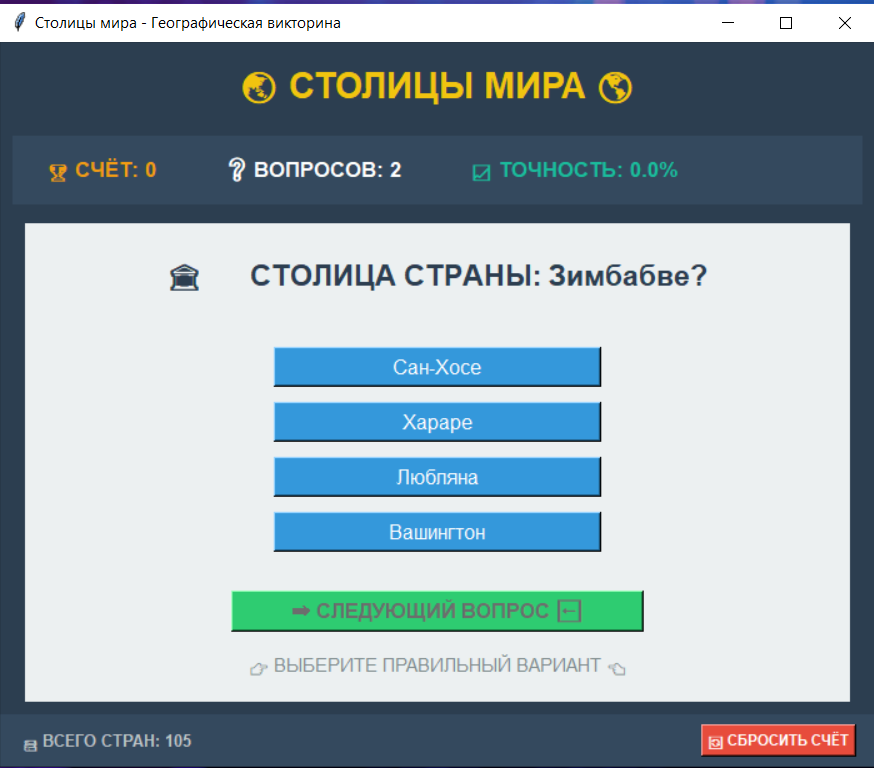 Столицы мира - Географическая викторина
СТОЛИЦЫ МИРА
СЧЁТ: 0 ВОПРОСОВ: 2 ТОЧНОСТЬ: 0.0%
СТОЛИЦА СТРАНЫ: Зимбабве?
Сан-Хосе
Хараре
Любляна
Вашингтон
СЛЕДУЮЩИЙ ВОПРОС
ВЫБЕРИТЕ ПРАВИЛЬНЫЙ ВАРИАНТ
ВСЕГО СТРАН: 105 СБРОСИТЬ СЧЁТ